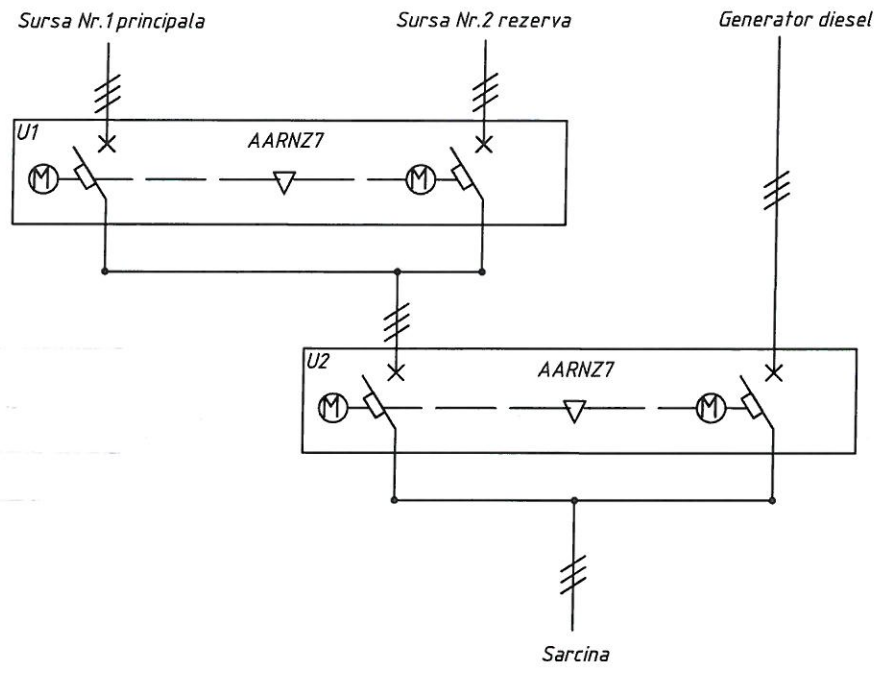 Sursa Nr.1 principala
Sursa Nr.2 rezerva
Generator diesel
U1
AARNZ7
M
M
U2
AARNZ7
M
M
Sarcina